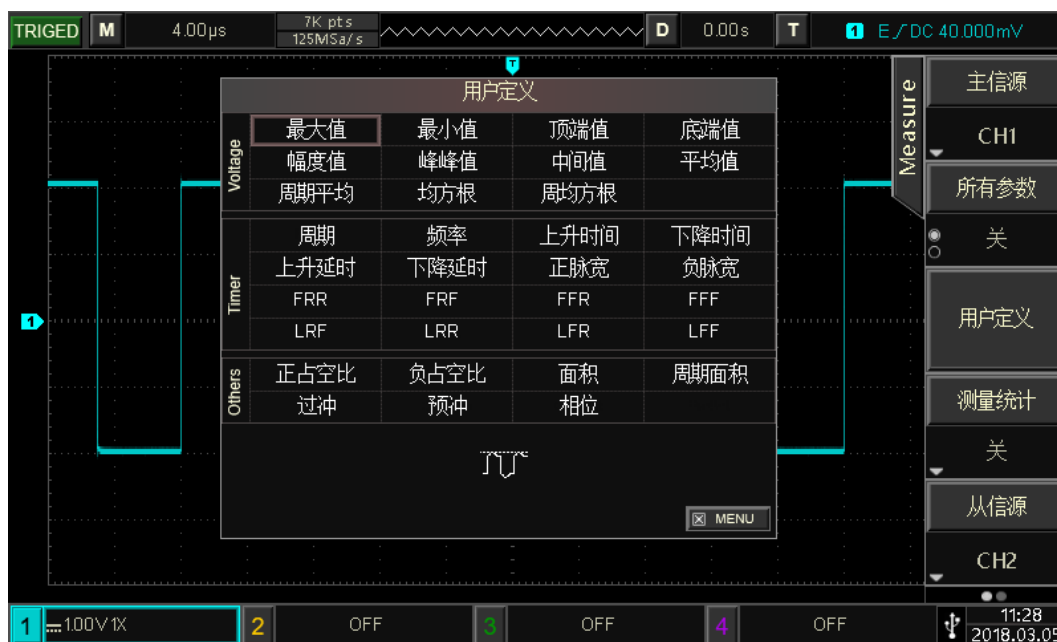 TRIGED M 4.00µs 7K pts D 0.00s T 1 E DC 40.000mV
125MSa/s
T
用户定义
Voltage
最大值 最小值 顶端值 底端值
幅度值 峰峰值 中间值 平均值
周期平均 均方根 周均方根
Timer
周期 频率 上升时间 下降时间
上升延时 下降延时 正脉宽 负脉宽
FRR FRF FFR FFF
LRF LRR LFR LFF
Others
正占空比 负占空比 面积 周期面积
过冲 预冲 相位
MENU
1
Measure
主信源
CH1
所有参数
关
用户定义
测量统计
关
从信源
CH2
1 1.00V 1X 2 OFF 3 OFF 4 OFF
11:28
2018.03.05